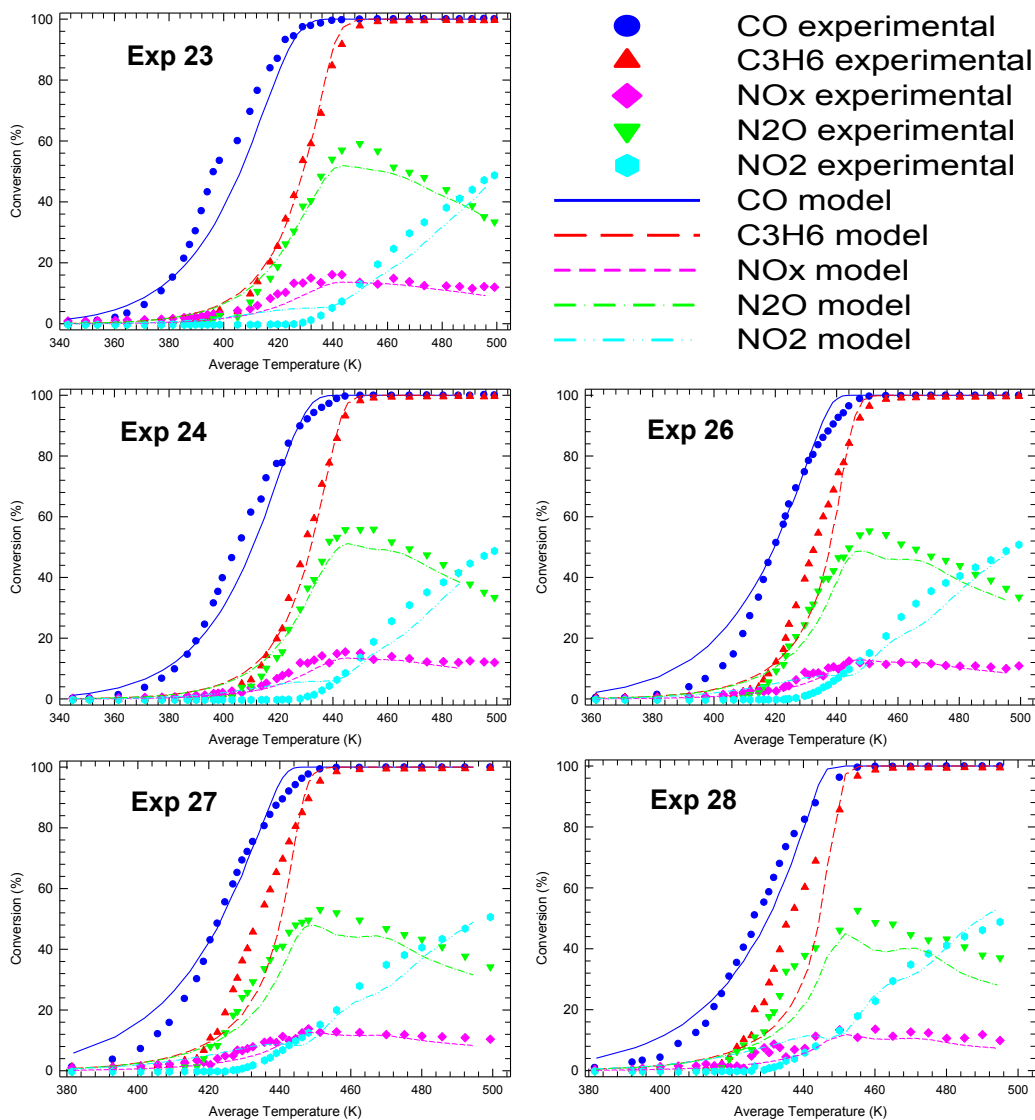 100
80
60
40
20
0
Conversion (%)
Exp 23
340 360 380 400 420 440 460 480 500
Average Temperature (K)
CO experimental
C3H6 experimental
NOx experimental
N2O experimental
NO2 experimental
CO model
C3H6 model
NOx model
N2O model
NO2 model
100
80
60
40
20
0
Conversion (%)
Exp 24
340 360 380 400 420 440 460 480 500
Average Temperature (K)
100
80
60
40
20
0
Conversion (%)
Exp 26
360 380 400 420 440 460 480 500
Average Temperature (K)
100
80
60
40
20
0
Conversion (%)
Exp 27
380 400 420 440 460 480 500
Average Temperature (K)
100
80
60
40
20
0
Conversion (%)
Exp 28
380 400 420 440 460 480 500
Average Temperature (K)